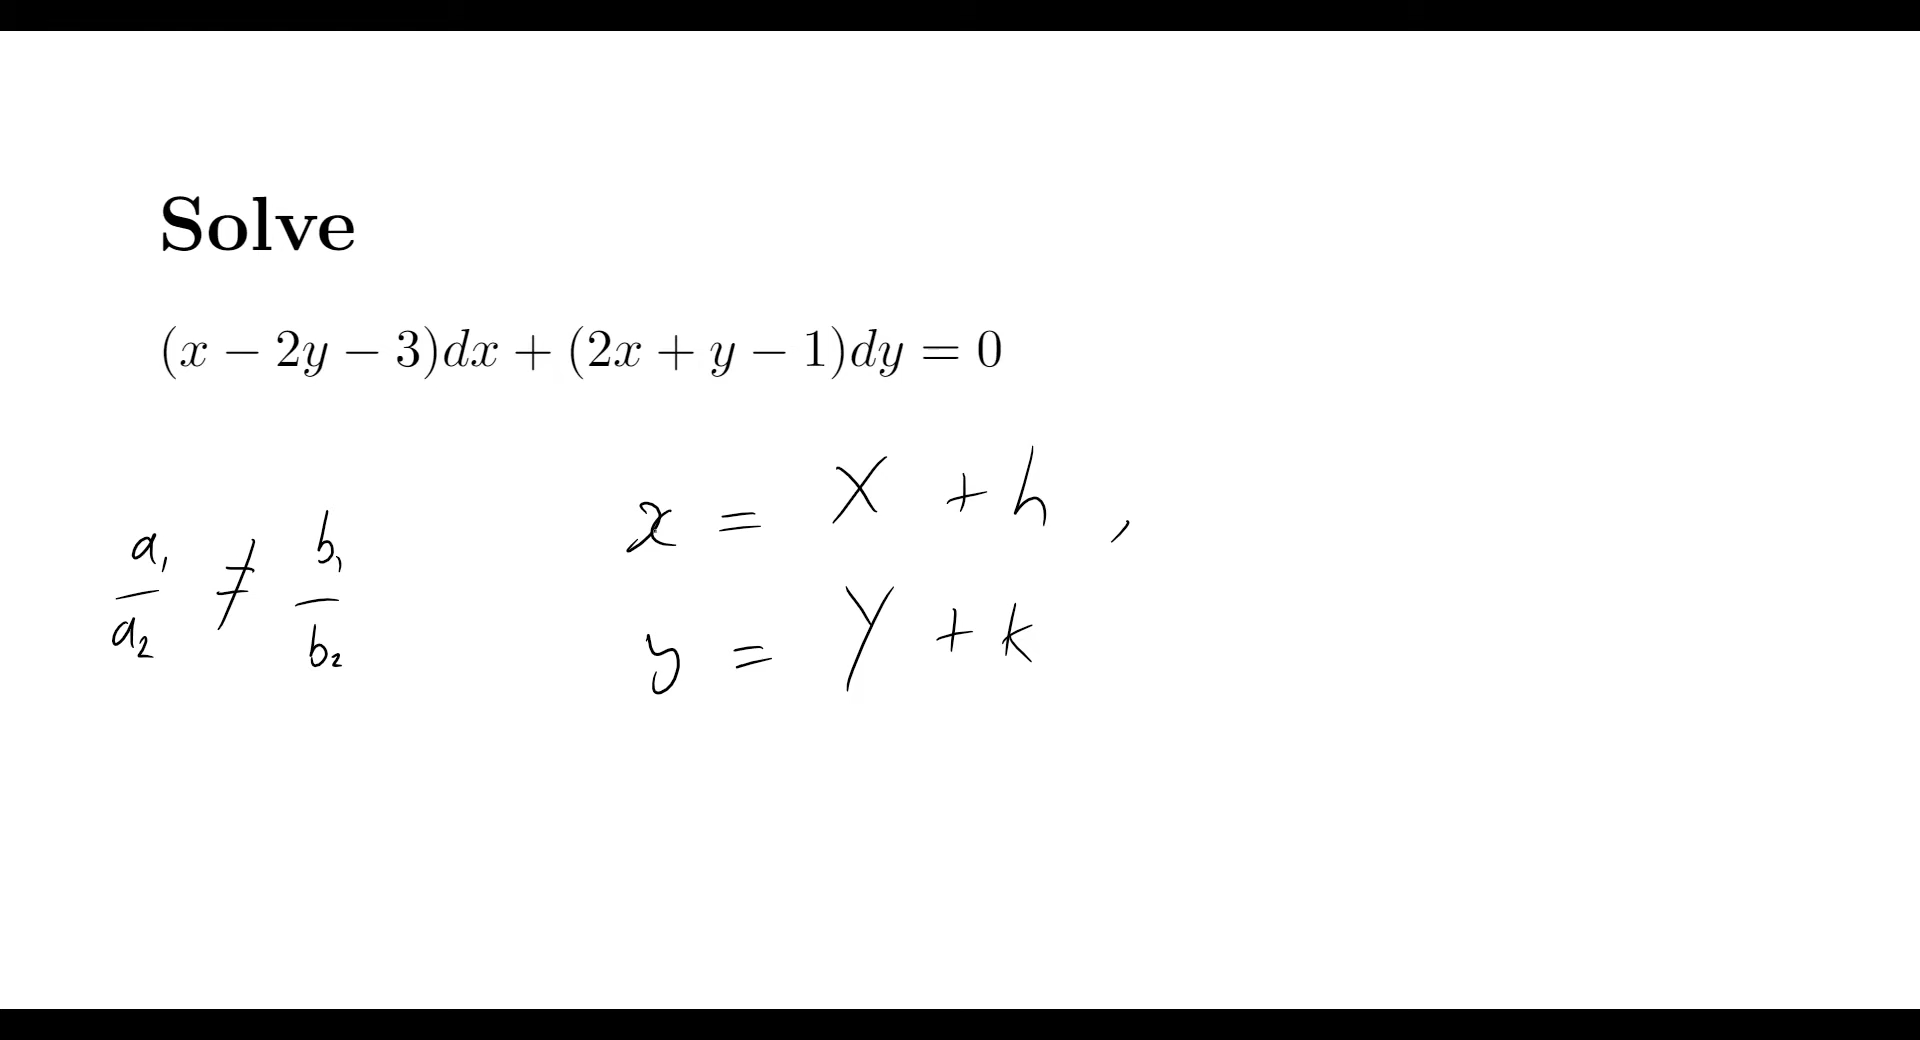 Solve
(x − 2y − 3)dx + (2x + y − 1)dy = 0
a₁/a₂ ≠ b₁/b₂
x = X + h ,
y = Y + k